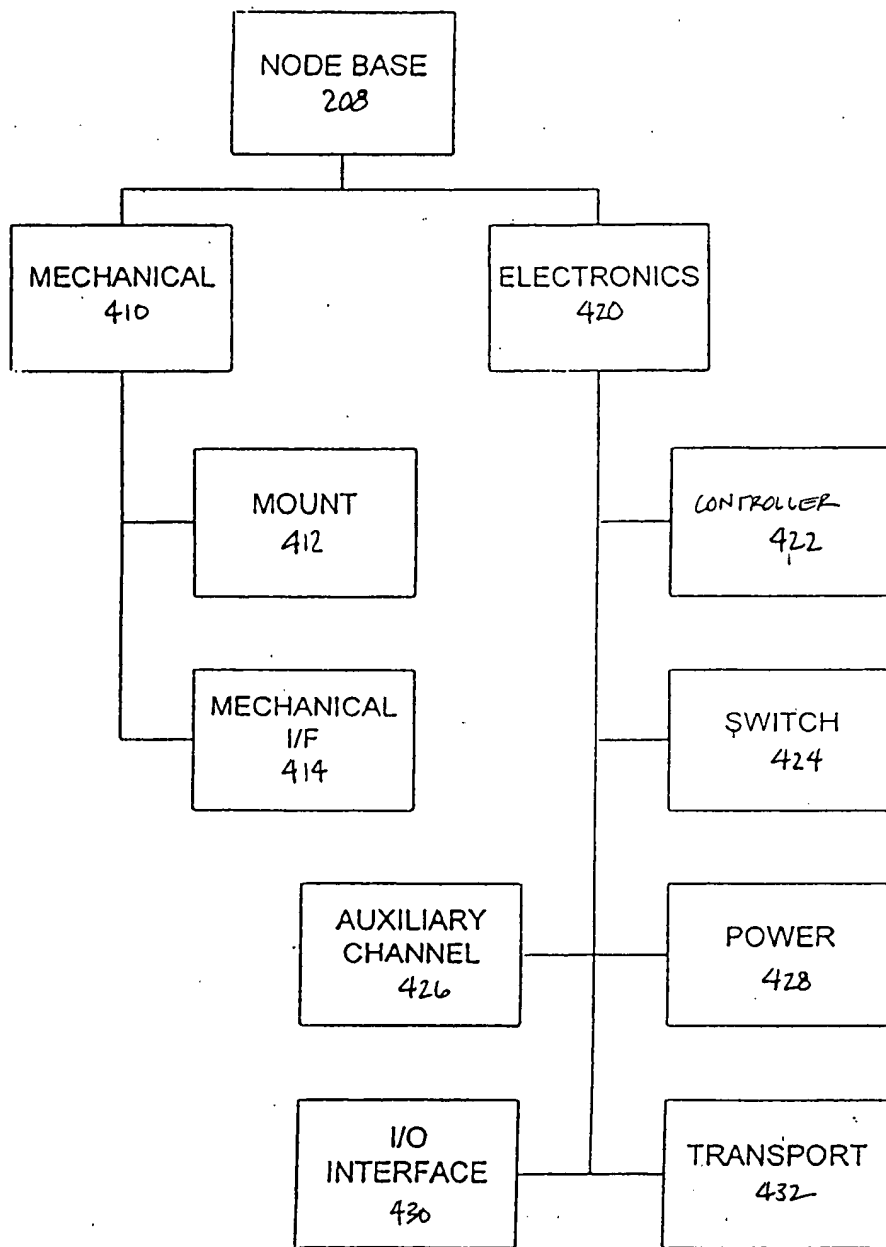 NODE BASE
208
MECHANICAL
410
ELECTRONICS
420
MOUNT
412
CONTROLLER
422
MECHANICAL
I/F
414
SWITCH
424
AUXILIARY
CHANNEL
426
POWER
428
I/O
INTERFACE
430
TRANSPORT
432